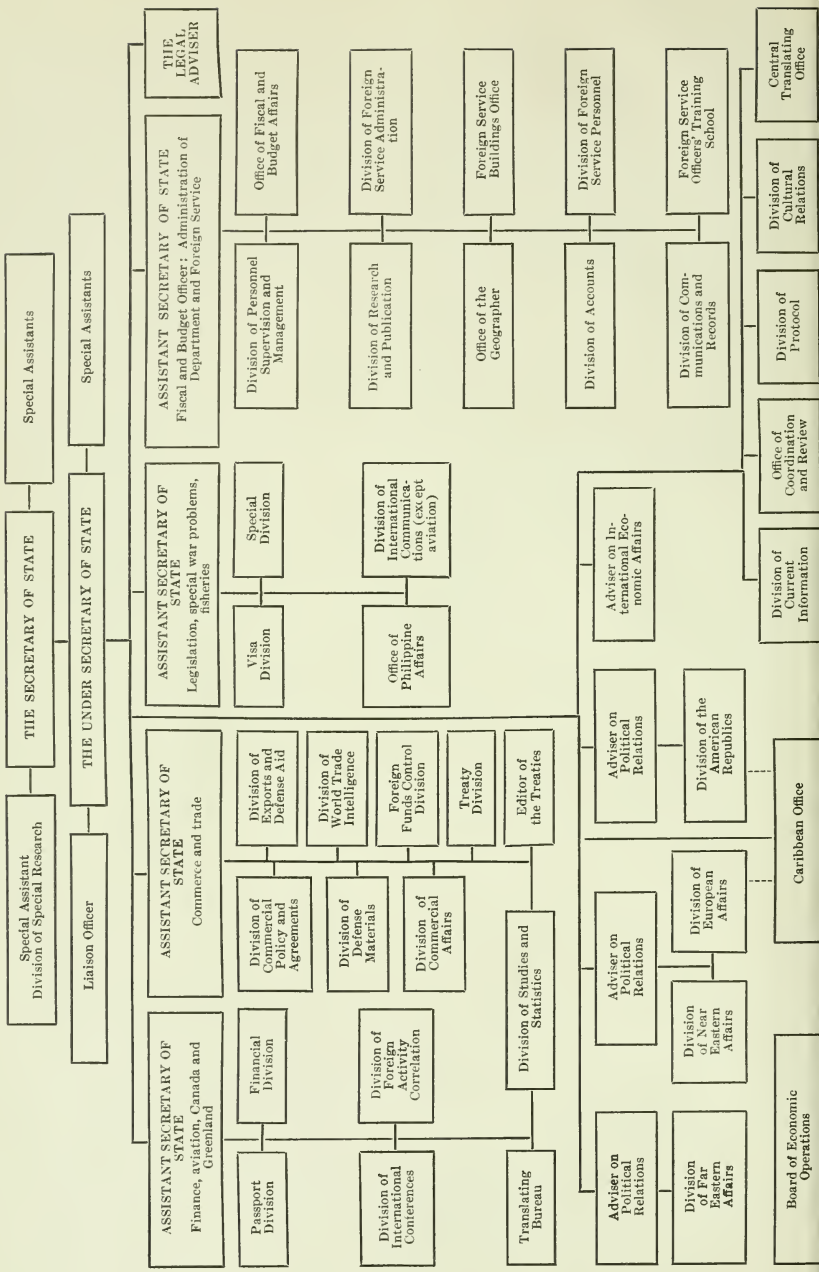 Special Assistant
Division of Special Research
THE SECRETARY OF STATE
Special Assistants
Liaison Officer
THE UNDER SECRETARY OF STATE
Special Assistants
ASSISTANT SECRETARY OF
STATE
Finance, aviation, Canada and
Greenland
Passport
Division
Financial
Division
Division of
International
Conferences
Division of
Foreign
Activity
Correlation
Translating
Bureau
Division of Studies and
Statistics
ASSISTANT SECRETARY OF
STATE
Commerce and trade
Division of
Commercial
Policy and
Agreements
Division of
Exports and
Defense Aid
Division of
Defense
Materials
Division of
World Trade
Intelligence
Division of
Commercial
Affairs
Foreign
Funds Control
Division
Treaty
Division
Editor of
the Treaties
ASSISTANT SECRETARY OF
STATE
Legislation, special war problems,
fisheries
Visa
Division
Special
Division
Office of
Philippine
Affairs
Division of
International
Communica-
tions (except
aviation)
ASSISTANT SECRETARY OF STATE
Fiscal and Budget Officer: Administration of
Department and Foreign Service
Division of Personnel
Supervision and
Management
Office of Fiscal and
Budget Affairs
Division of Research
and Publication
Division of Foreign
Service Administra-
tion
Office of the
Geographer
Foreign Service
Buildings Office
Division of Accounts
Division of Foreign
Service Personnel
Division of Com-
munications and
Records
Foreign Service
Officers' Training
School
THE
LEGAL
ADVISER
Adviser on
Political
Relations
Division
of Far
Eastern
Affairs
Adviser on
Political
Relations
Division
of Near
Eastern
Affairs
Division of
European
Affairs
Adviser on
Political
Relations
Division of the
American
Republics
Adviser on In-
ternational Eco-
nomic Affairs
Board of Economic
Operations
Caribbean Office
Division of
Current
Information
Office of
Coordination
and Review
Division of
Protocol
Division of
Cultural
Relations
Central
Translating
Office